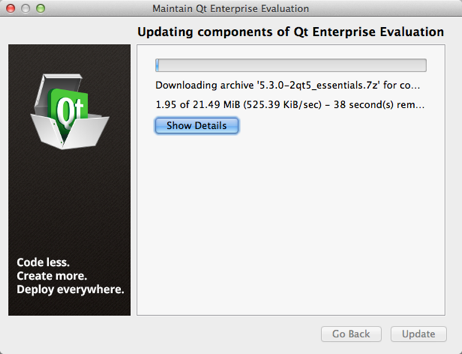 Maintain Qt Enterprise Evaluation
Updating components of Qt Enterprise Evaluation
Downloading archive '5.3.0-2qt5_essentials.7z' for co...
1.95 of 21.49 MiB (525.39 KiB/sec) - 38 second(s) rem...
Show Details
Qt
Code less.
Create more.
Deploy everywhere.
Go Back
Update